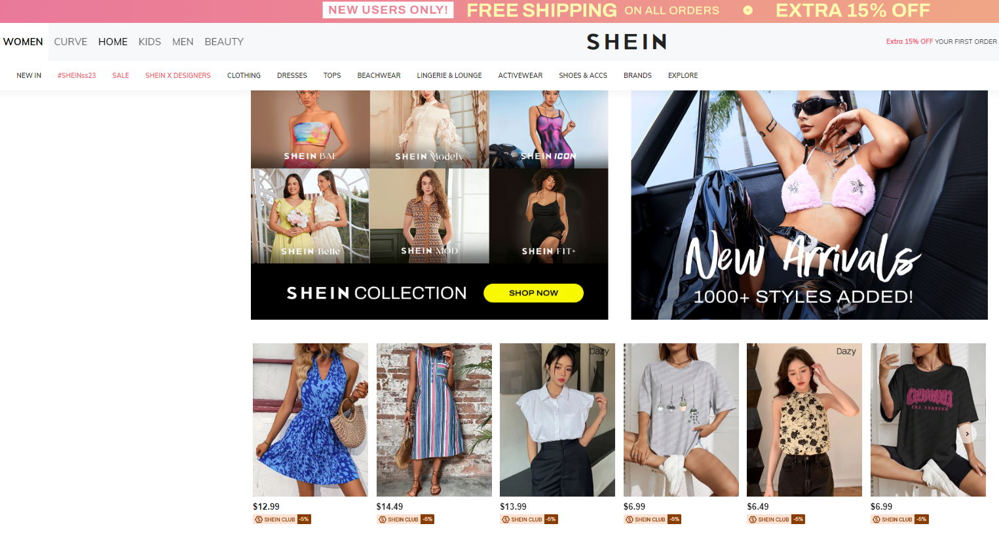 NEW USERS ONLY! FREE SHIPPING ON ALL ORDERS EXTRA 15% OFF
WOMEN CURVE HOME KIDS MEN BEAUTY
SHEIN
Extra 15% OFF YOUR FIRST ORDER
NEW IN #SHEINss23 SALE SHEIN X DESIGNERS CLOTHING DRESSES TOPS BEACHWEAR LINGERIE & LOUNGE ACTIVEWEAR SHOES & ACCS BRANDS EXPLORE
SHEIN BAE
SHEIN Modely
SHEIN ICON
SHEIN Belle
SHEIN MOD
SHEIN FIT+
SHEIN COLLECTION
SHOP NOW
New Arrivals
1000+ STYLES ADDED!
Dazy
Dazy
LOS ANGELES
$12.99
S SHEIN CLUB -5%
$14.49
S SHEIN CLUB -5%
$13.99
S SHEIN CLUB -5%
$6.99
S SHEIN CLUB -5%
$6.49
S SHEIN CLUB -5%
$6.99
S SHEIN CLUB -5%